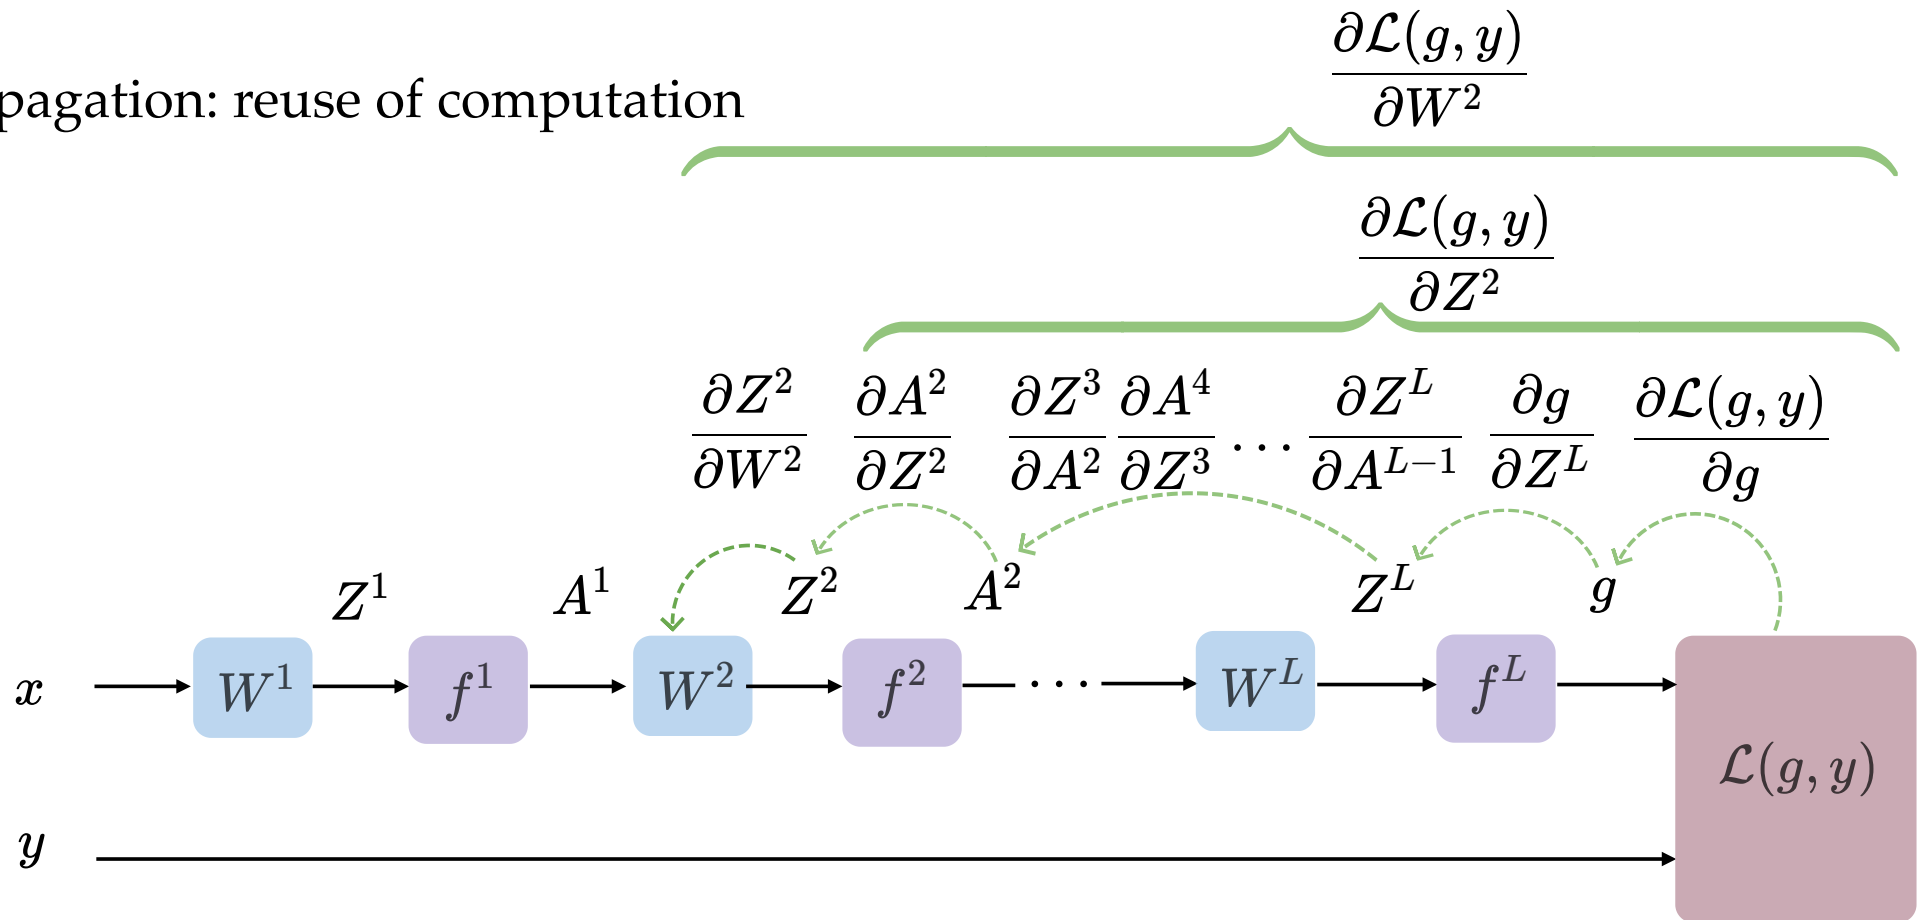 pagation: reuse of computation
∂ℒ(g, y) / ∂W²
∂ℒ(g, y) / ∂Z²
∂Z² / ∂W² ∂A² / ∂Z² ∂Z³ / ∂A² ∂A⁴ / ∂Z³ ··· ∂Z^L / ∂A^{L−1} ∂g / ∂Z^L ∂ℒ(g, y) / ∂g
Z¹ A¹ Z² A² Z^L g
x W¹ f¹ W² f² ··· W^L f^L
ℒ(g, y)
y